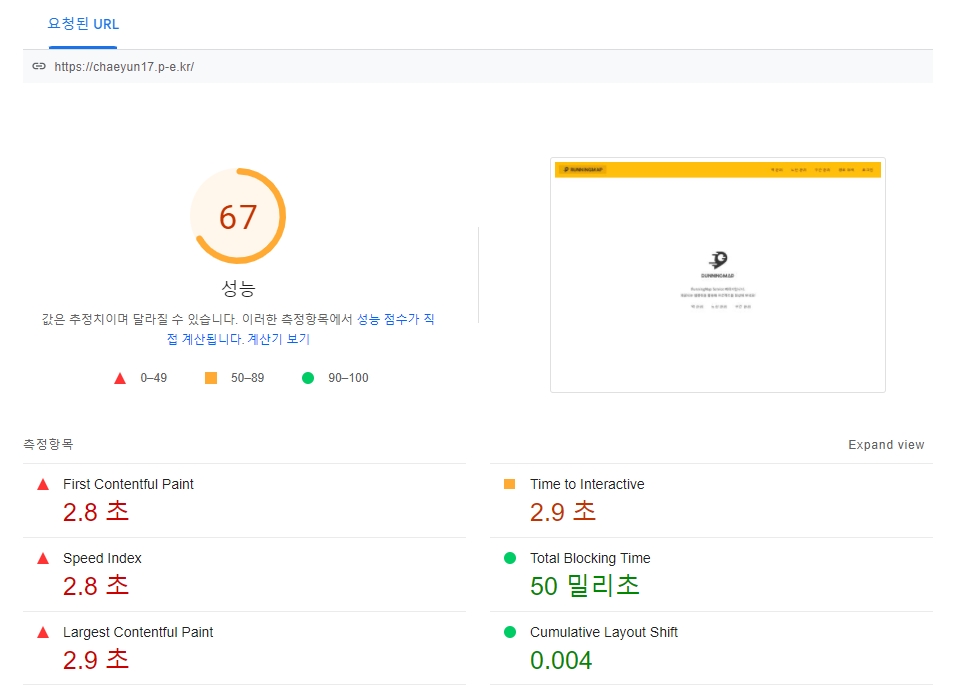 요청된 URL
https://chaeyun17.p-e.kr/
67
성능
값은 추정치이며 달라질 수 있습니다. 이러한 측정항목에서 성능 점수가 직
접 계산됩니다. 계산기 보기
0–49
50–89
90–100
RUNNINGMAP
측정항목
Expand view
First Contentful Paint
2.8 초
Time to Interactive
2.9 초
Speed Index
2.8 초
Total Blocking Time
50 밀리초
Largest Contentful Paint
2.9 초
Cumulative Layout Shift
0.004